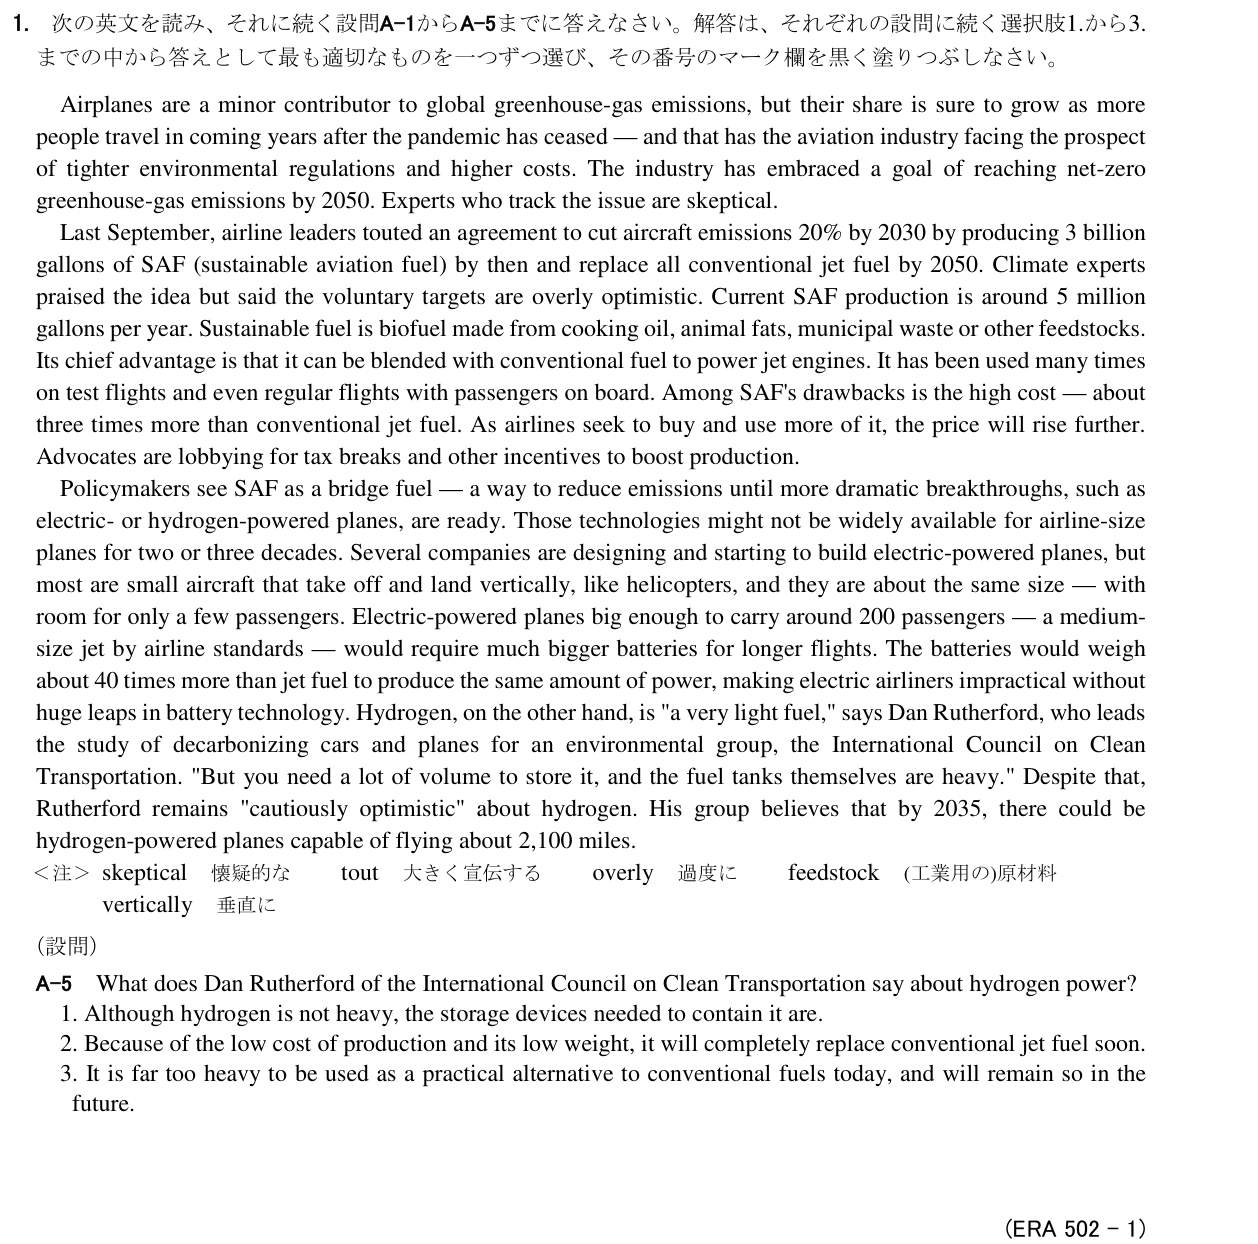 1. 次の英文を読み、それに続く設問A-1からA-5までに答えなさい。解答は、それぞれの設問に続く選択肢1.から3.
までの中から答えとして最も適切なものを一つずつ選び、その番号のマーク欄を黒く塗りつぶしなさい。
Airplanes are a minor contributor to global greenhouse-gas emissions, but their share is sure to grow as more
people travel in coming years after the pandemic has ceased — and that has the aviation industry facing the prospect
of tighter environmental regulations and higher costs. The industry has embraced a goal of reaching net-zero
greenhouse-gas emissions by 2050. Experts who track the issue are skeptical.
Last September, airline leaders touted an agreement to cut aircraft emissions 20% by 2030 by producing 3 billion
gallons of SAF (sustainable aviation fuel) by then and replace all conventional jet fuel by 2050. Climate experts
praised the idea but said the voluntary targets are overly optimistic. Current SAF production is around 5 million
gallons per year. Sustainable fuel is biofuel made from cooking oil, animal fats, municipal waste or other feedstocks.
Its chief advantage is that it can be blended with conventional fuel to power jet engines. It has been used many times
on test flights and even regular flights with passengers on board. Among SAF's drawbacks is the high cost — about
three times more than conventional jet fuel. As airlines seek to buy and use more of it, the price will rise further.
Advocates are lobbying for tax breaks and other incentives to boost production.
Policymakers see SAF as a bridge fuel — a way to reduce emissions until more dramatic breakthroughs, such as
electric- or hydrogen-powered planes, are ready. Those technologies might not be widely available for airline-size
planes for two or three decades. Several companies are designing and starting to build electric-powered planes, but
most are small aircraft that take off and land vertically, like helicopters, and they are about the same size — with
room for only a few passengers. Electric-powered planes big enough to carry around 200 passengers — a medium-
size jet by airline standards — would require much bigger batteries for longer flights. The batteries would weigh
about 40 times more than jet fuel to produce the same amount of power, making electric airliners impractical without
huge leaps in battery technology. Hydrogen, on the other hand, is "a very light fuel," says Dan Rutherford, who leads
the study of decarbonizing cars and planes for an environmental group, the International Council on Clean
Transportation. "But you need a lot of volume to store it, and the fuel tanks themselves are heavy." Despite that,
Rutherford remains "cautiously optimistic" about hydrogen. His group believes that by 2035, there could be
hydrogen-powered planes capable of flying about 2,100 miles.
＜注＞ skeptical 懐疑的な tout 大きく宣伝する overly 過度に feedstock (工業用の)原材料
vertically 垂直に
（設問）
A-5 What does Dan Rutherford of the International Council on Clean Transportation say about hydrogen power?
1. Although hydrogen is not heavy, the storage devices needed to contain it are.
2. Because of the low cost of production and its low weight, it will completely replace conventional jet fuel soon.
3. It is far too heavy to be used as a practical alternative to conventional fuels today, and will remain so in the
future.
(ERA 502 - 1)